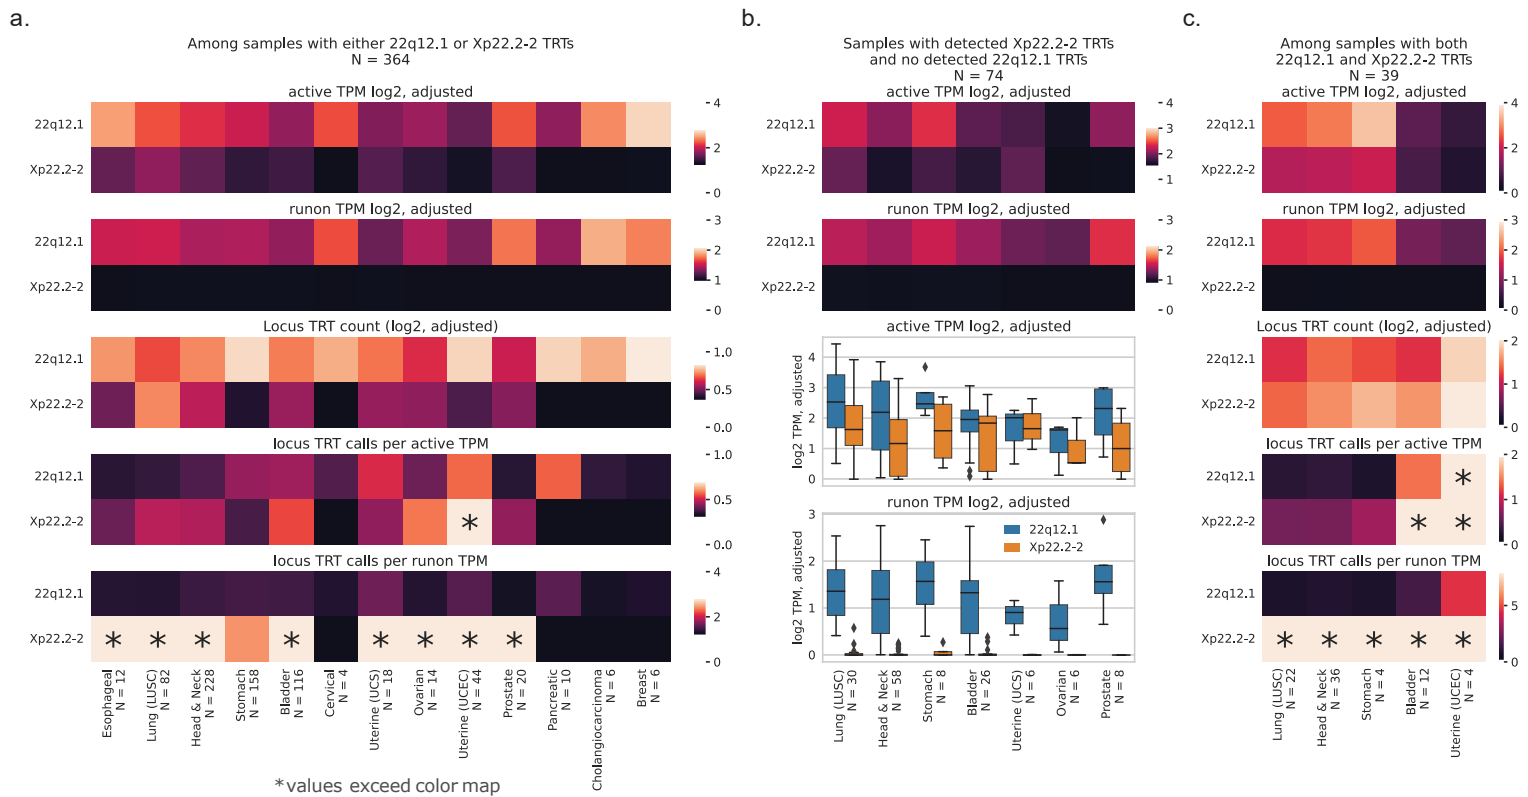 a.
Among samples with either 22q12.1 or Xp22.2-2 TRTs
N = 364
active TPM log2, adjusted
22q12.1
Xp22.2-2
4
2
0
runon TPM log2, adjusted
22q12.1
Xp22.2-2
3
2
1
0
Locus TRT count (log2, adjusted)
22q12.1
Xp22.2-2
1.0
0.5
0.0
locus TRT calls per active TPM
22q12.1
Xp22.2-2
*
1.0
0.5
0.0
locus TRT calls per runon TPM
22q12.1
Xp22.2-2
* * * * * * * *
4
2
0
Esophageal
N = 12
Lung (LUSC)
N = 82
Head & Neck
N = 228
Stomach
N = 158
Bladder
N = 116
Cervical
N = 4
Uterine (UCS)
N = 18
Ovarian
N = 14
Uterine (UCEC)
N = 44
Prostate
N = 20
Pancreatic
N = 10
Cholangiocarcinoma
N = 6
Breast
N = 6
*values exceed color map
b.
Samples with detected Xp22.2-2 TRTs
and no detected 22q12.1 TRTs
N = 74
active TPM log2, adjusted
22q12.1
Xp22.2-2
4
3
2
1
runon TPM log2, adjusted
22q12.1
Xp22.2-2
3
2
1
0
active TPM log2, adjusted
log2 TPM, adjusted
4
3
2
1
0
runon TPM log2, adjusted
log2 TPM, adjusted
3
2
1
0
22q12.1
Xp22.2-2
Lung (LUSC)
N = 30
Head & Neck
N = 58
Stomach
N = 8
Bladder
N = 26
Uterine (UCS)
N = 6
Ovarian
N = 6
Prostate
N = 8
c.
Among samples with both
22q12.1 and Xp22.2-2 TRTs
N = 39
active TPM log2, adjusted
22q12.1
Xp22.2-2
4
3
2
1
0
runon TPM log2, adjusted
22q12.1
Xp22.2-2
3
2
1
0
Locus TRT count (log2, adjusted)
22q12.1
Xp22.2-2
2
1
0
locus TRT calls per active TPM
22q12.1
*
Xp22.2-2
* *
2
1
0
locus TRT calls per runon TPM
22q12.1
Xp22.2-2
* * * * *
5
0
Lung (LUSC)
N = 22
Head & Neck
N = 36
Stomach
N = 4
Bladder
N = 12
Uterine (UCEC)
N = 4